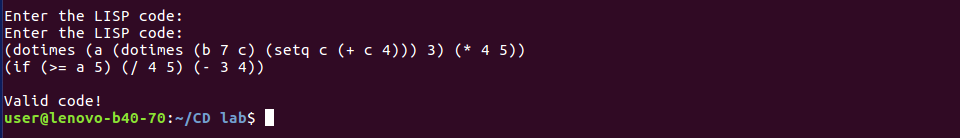 Enter the LISP code:
Enter the LISP code:
(dotimes (a (dotimes (b 7 c) (setq c (+ c 4))) 3) (* 4 5))
(if (>= a 5) (/ 4 5) (- 3 4))
Valid code!
user@lenovo-b40-70:~/CD lab$